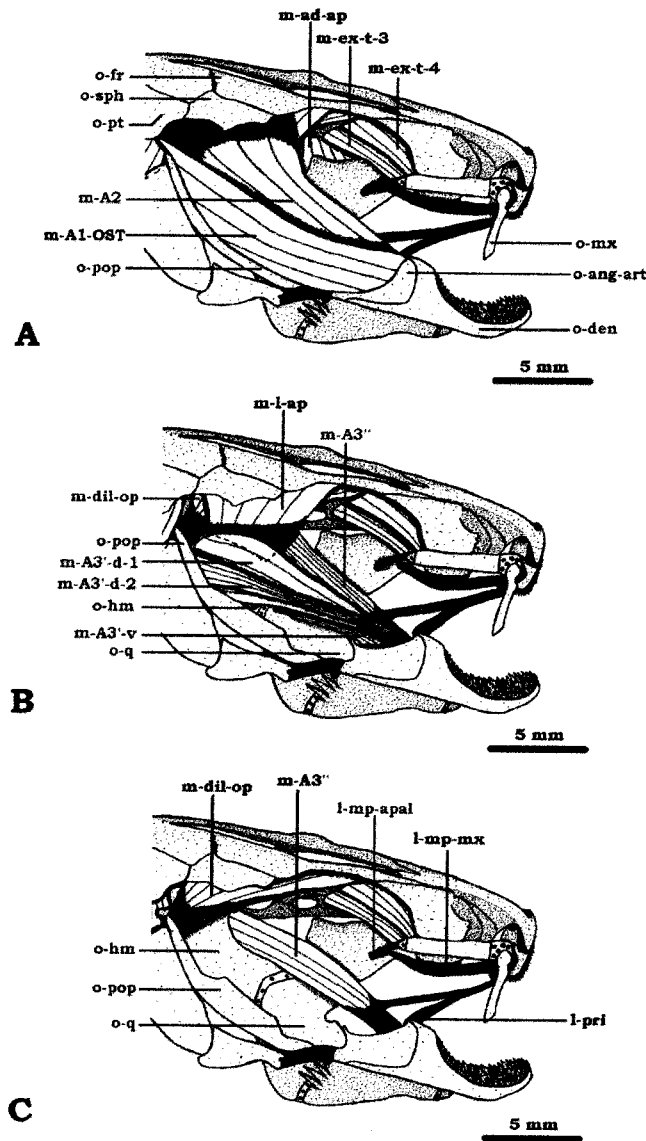 m-ad-ap
m-ex-t-3
m-ex-t-4
o-fr
o-sph
o-pt
m-A2
m-A1-OST
o-pop
o-mx
o-ang-art
o-den
A
5 mm
m-l-ap
m-A3''
m-dil-op
o-pop
m-A3'-d-1
m-A3'-d-2
o-hm
m-A3'-v
o-q
B
5 mm
m-dil-op
m-A3''
l-mp-apal
l-mp-mx
o-hm
o-pop
o-q
l-pri
C
5 mm